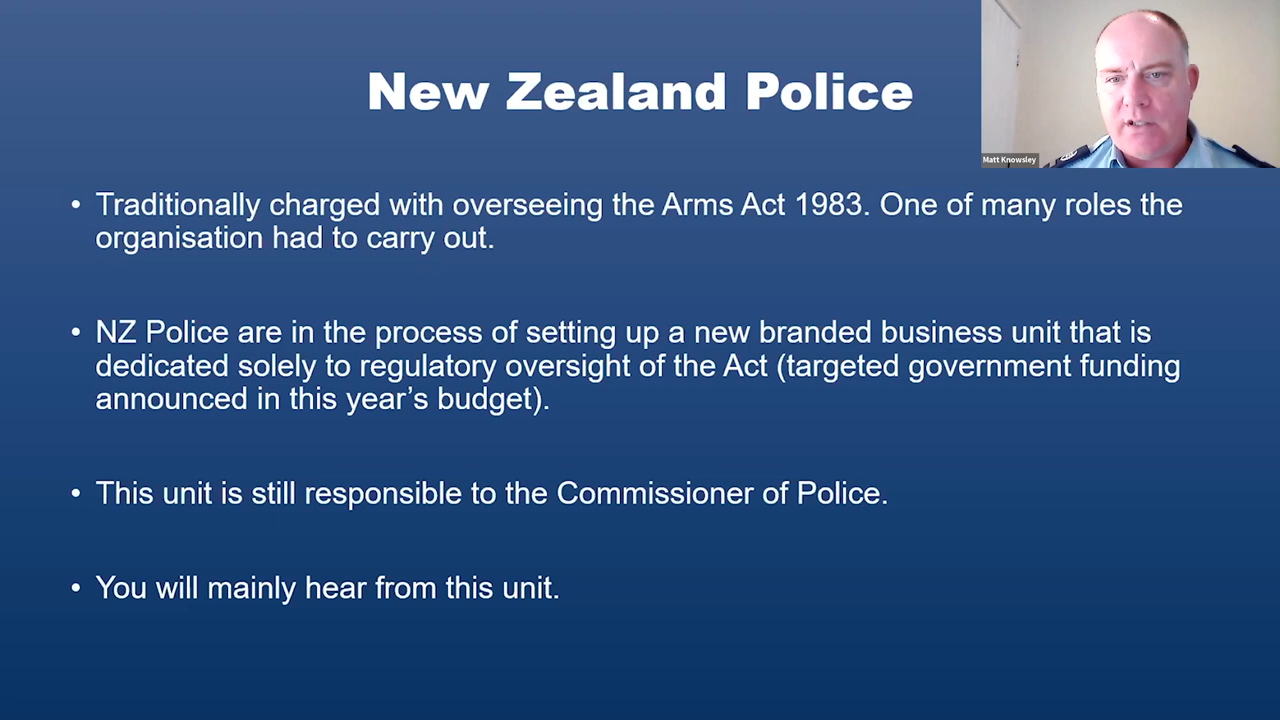 New Zealand Police
Matt Knowsley
• Traditionally charged with overseeing the Arms Act 1983. One of many roles the
organisation had to carry out.
• NZ Police are in the process of setting up a new branded business unit that is
dedicated solely to regulatory oversight of the Act (targeted government funding
announced in this year’s budget).
• This unit is still responsible to the Commissioner of Police.
• You will mainly hear from this unit.